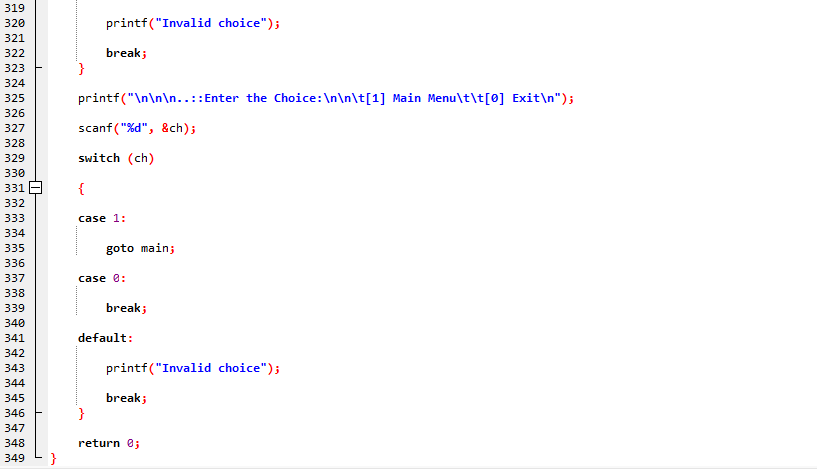 319
320 printf("Invalid choice");
321
322 break;
323 }
324
325 printf("\n\n\n..::Enter the Choice:\n\n\t[1] Main Menu\t\t[0] Exit\n");
326
327 scanf("%d", &ch);
328
329 switch (ch)
330
331 {
332
333 case 1:
334
335 goto main;
336
337 case 0:
338
339 break;
340
341 default:
342
343 printf("Invalid choice");
344
345 break;
346 }
347
348 return 0;
349 }